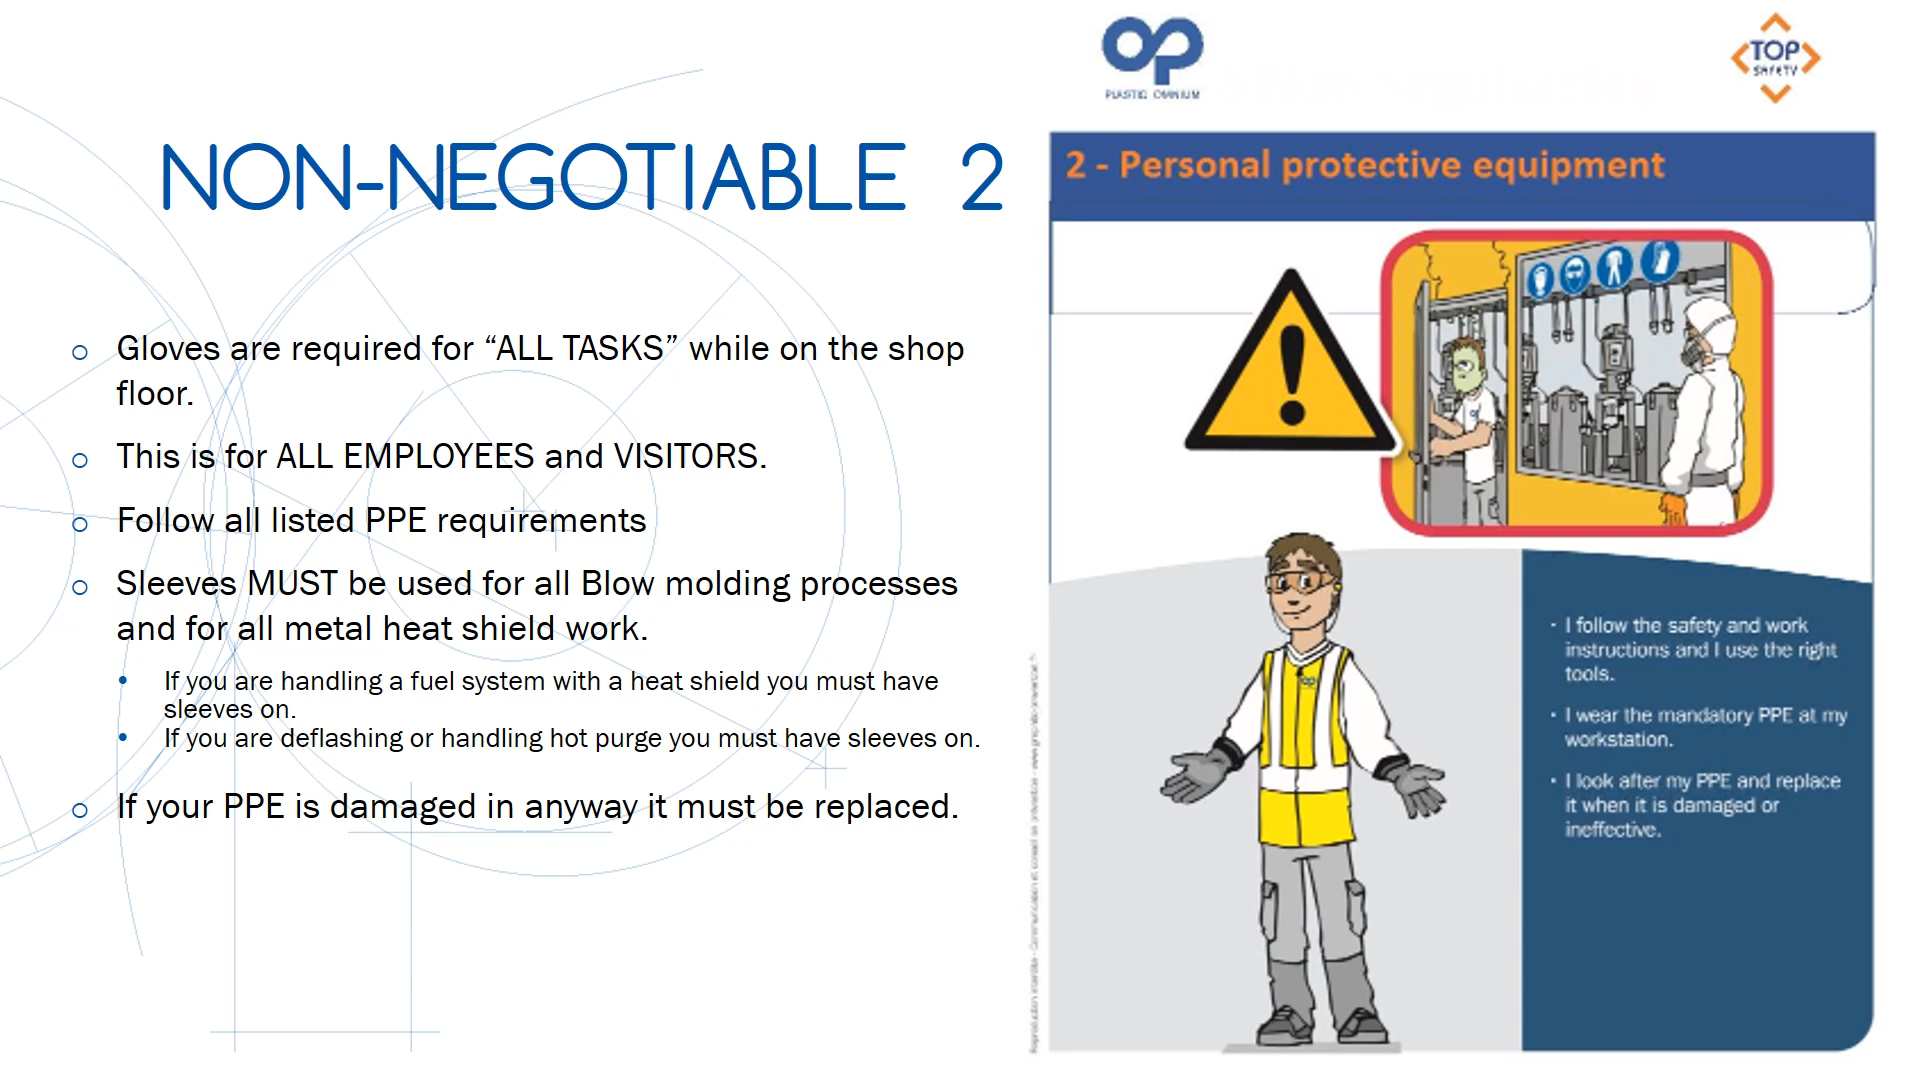 NON-NEGOTIABLE 2
Gloves are required for “ALL TASKS” while on the shop
floor.
This is for ALL EMPLOYEES and VISITORS.
Follow all listed PPE requirements
Sleeves MUST be used for all Blow molding processes
and for all metal heat shield work.
If you are handling a fuel system with a heat shield you must have
sleeves on.
If you are deflashing or handling hot purge you must have sleeves on.
If your PPE is damaged in anyway it must be replaced.
PLASTIC OMNIUM
TOP
SAFETY
2 - Personal protective equipment
· I follow the safety and work
instructions and I use the right
tools.
· I wear the mandatory PPE at my
workstation.
· I look after my PPE and replace
it when it is damaged or
ineffective.